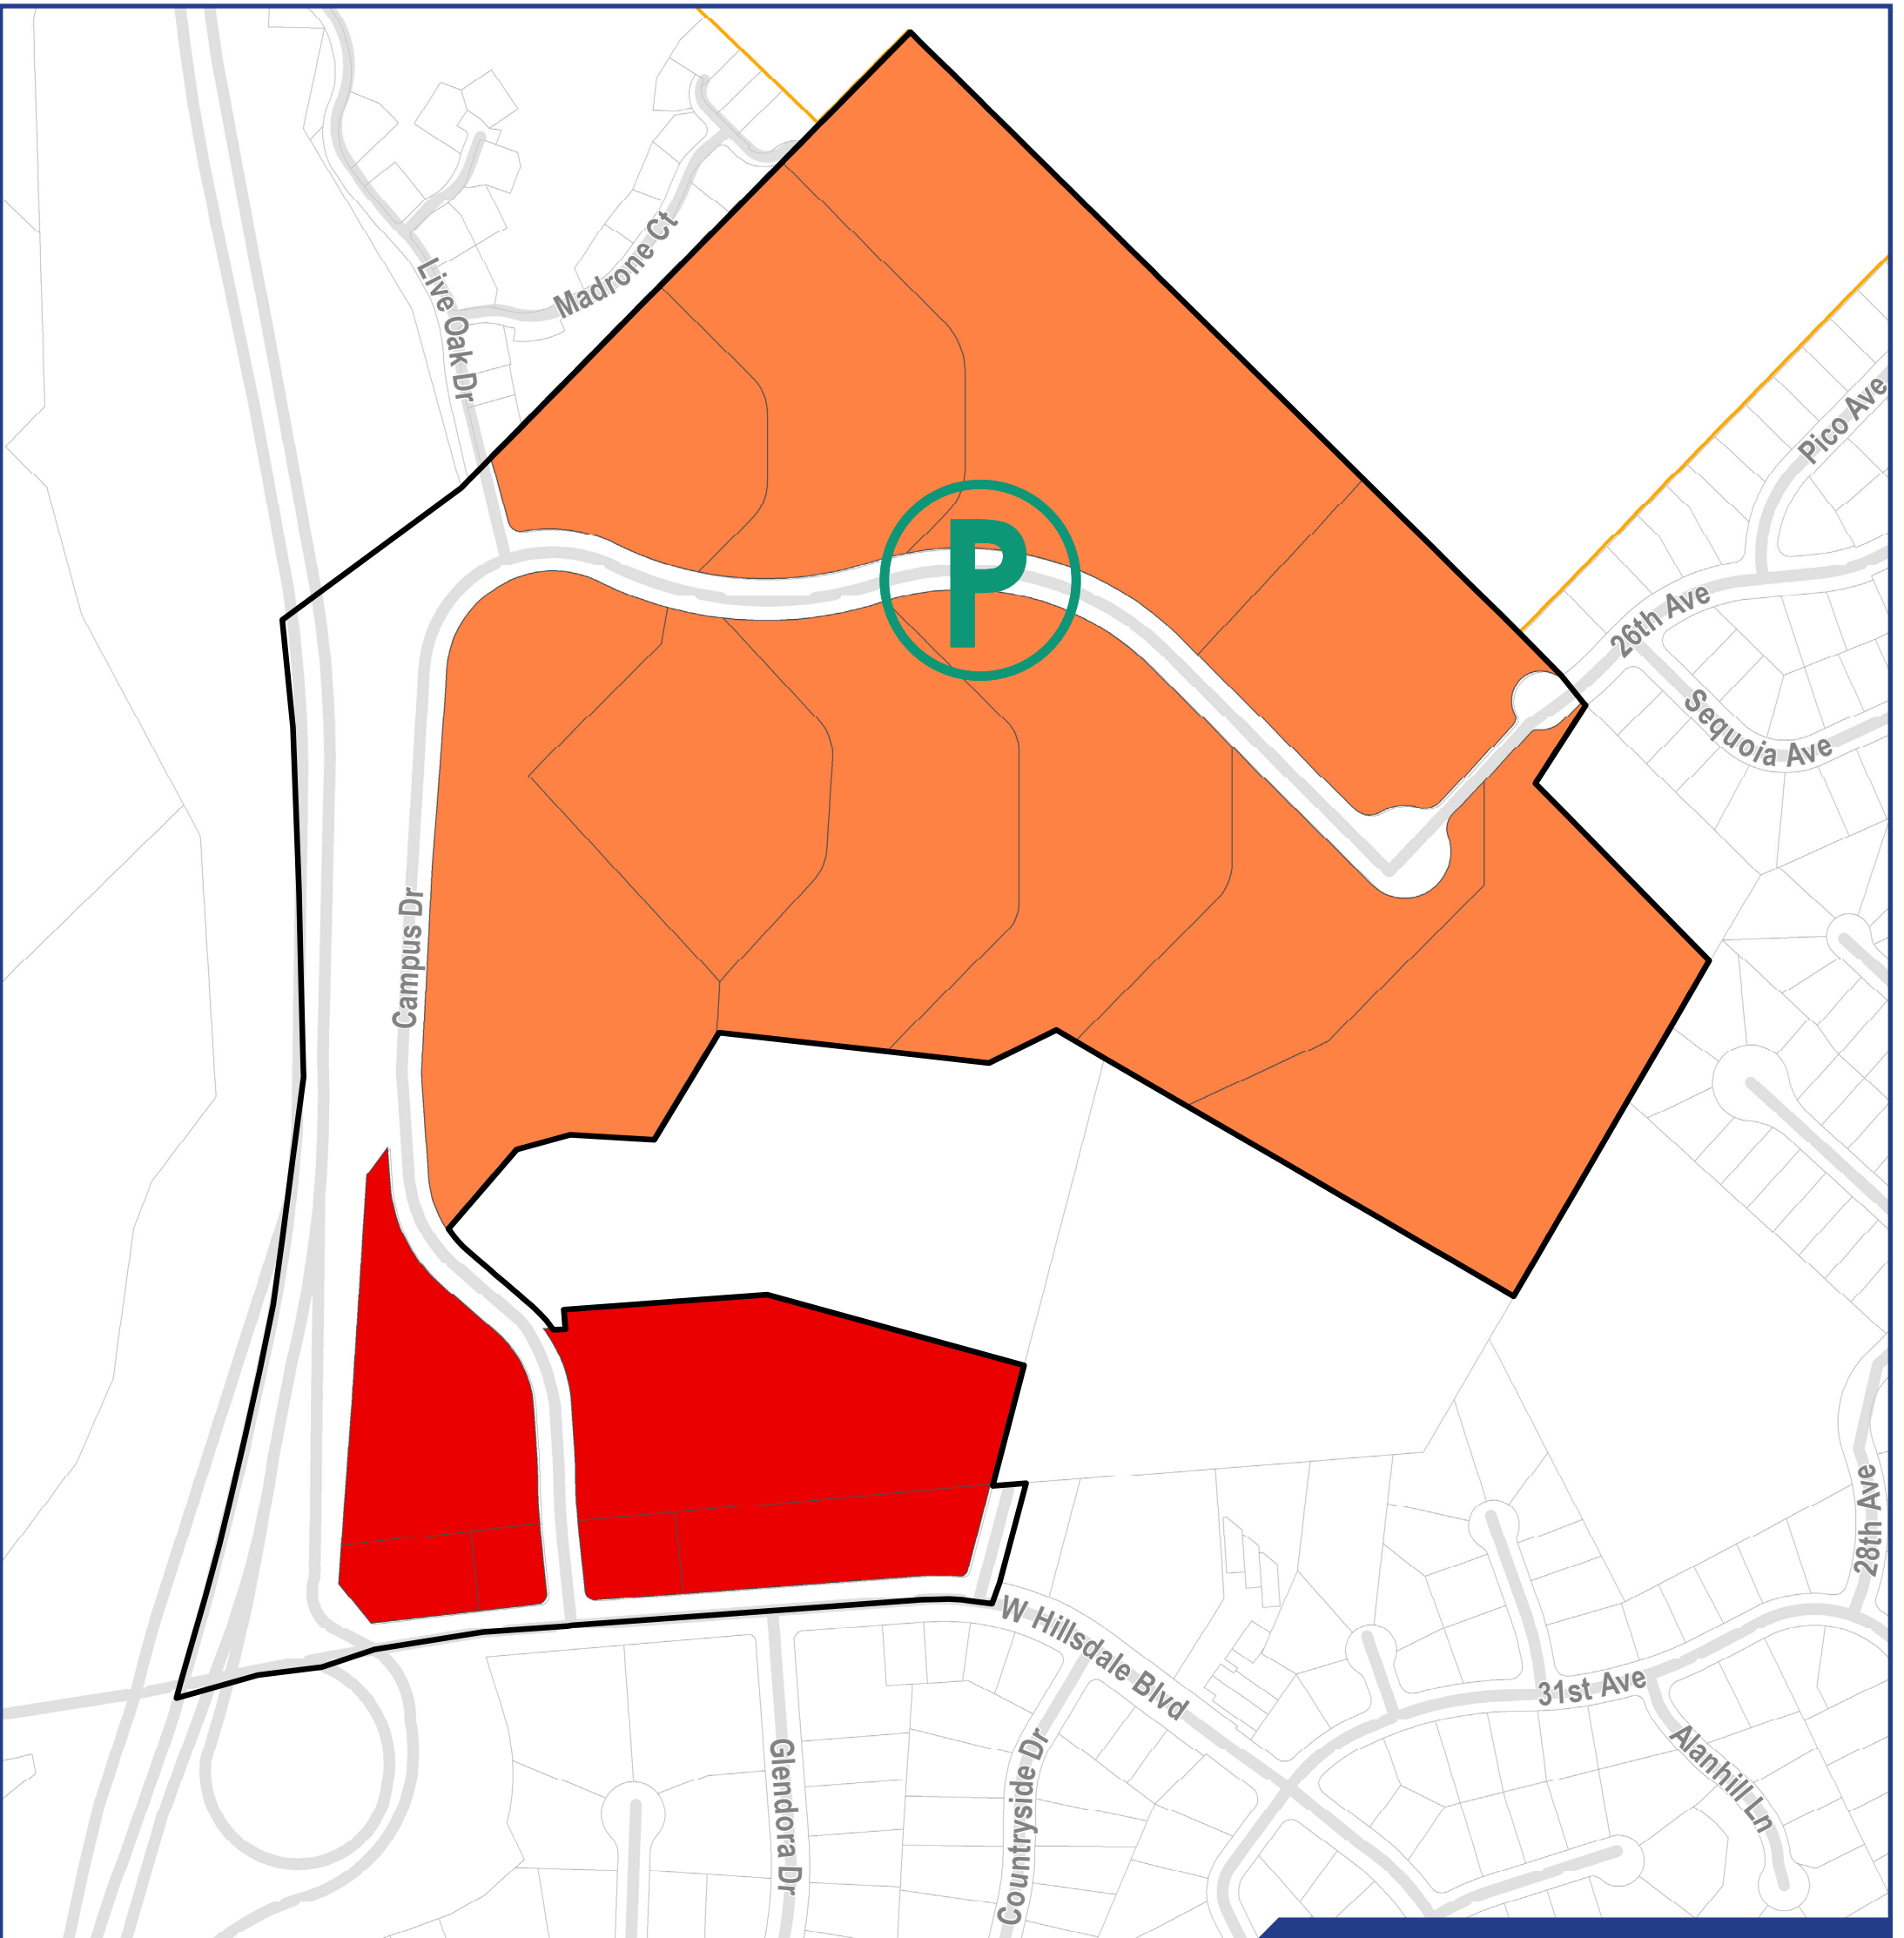 Madrone Ct
Live Oak Dr
Pico Ave
P
26th Ave
Sequoia Ave
Campus Dr
28th Ave
W Hillsdale Blvd
31st Ave
Glendora Dr
Countryside Dr
Alanhill Ln